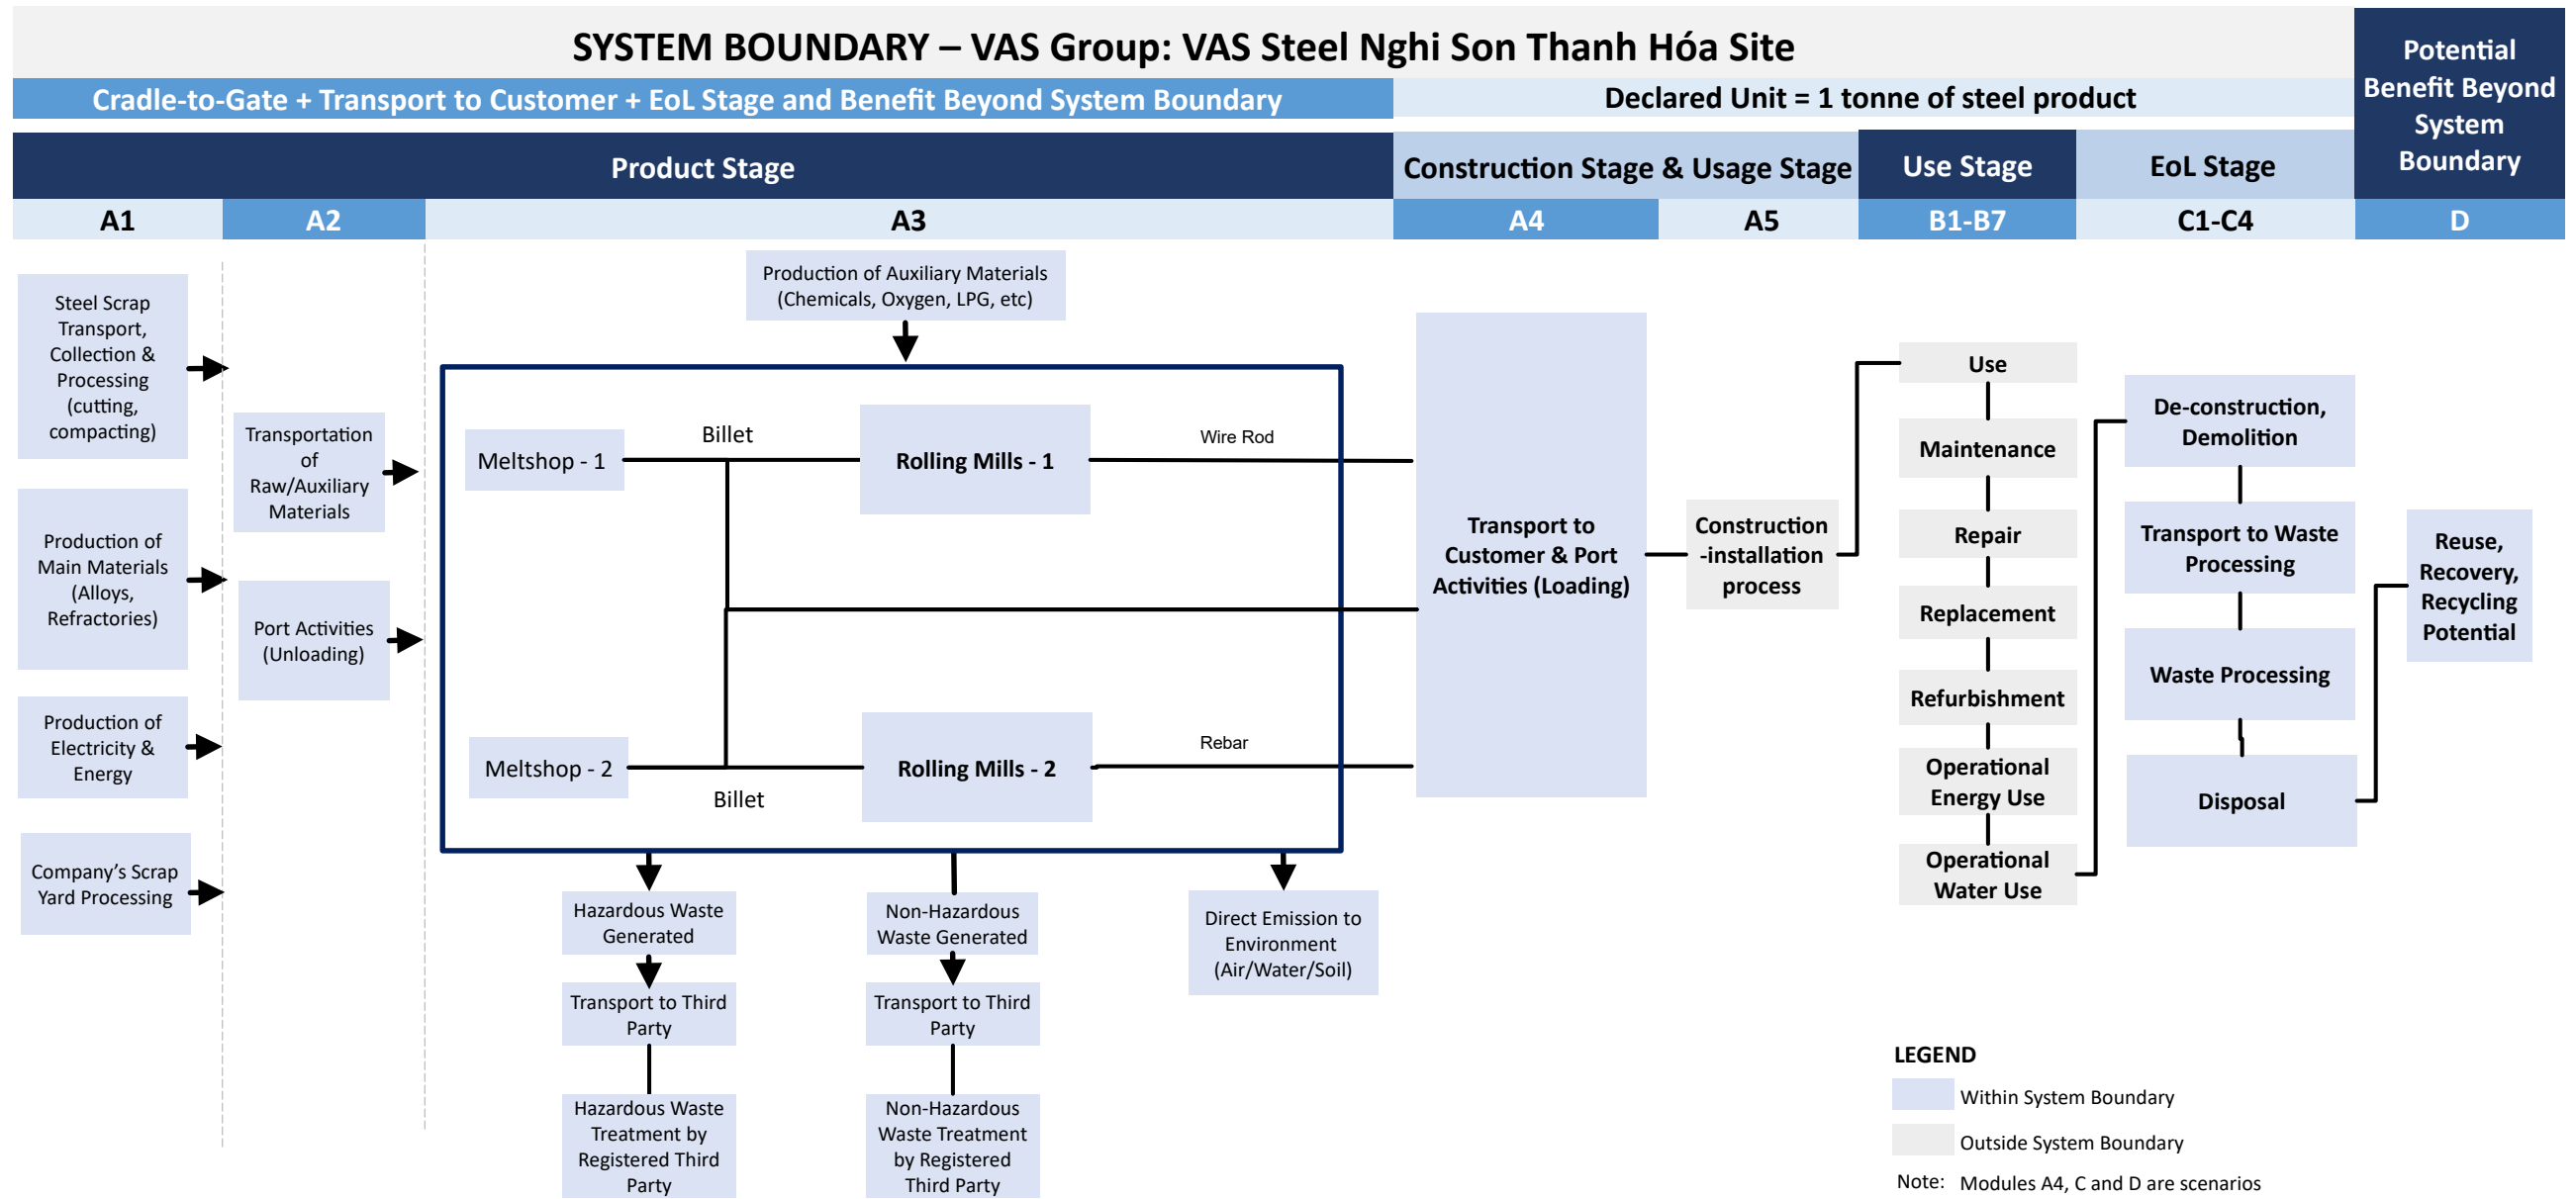 SYSTEM BOUNDARY – VAS Group: VAS Steel Nghi Son Thanh Hóa Site
Potential
Benefit Beyond
System
Boundary
Cradle-to-Gate + Transport to Customer + EoL Stage and Benefit Beyond System Boundary
Declared Unit = 1 tonne of steel product
Product Stage
Construction Stage & Usage Stage
Use Stage
EoL Stage
A1
A2
A3
A4
A5
B1-B7
C1-C4
D
Steel Scrap
Transport,
Collection &
Processing
(cutting,
compacting)
Production of
Main Materials
(Alloys,
Refractories)
Production of
Electricity &
Energy
Company's Scrap
Yard Processing
Transportation
of
Raw/Auxiliary
Materials
Port Activities
(Unloading)
Production of Auxiliary Materials
(Chemicals, Oxygen, LPG, etc)
Meltshop - 1
Billet
Rolling Mills - 1
Wire Rod
Meltshop - 2
Billet
Rolling Mills - 2
Rebar
Hazardous Waste
Generated
Transport to Third
Party
Hazardous Waste
Treatment by
Registered Third
Party
Non-Hazardous
Waste Generated
Transport to Third
Party
Non-Hazardous
Waste Treatment
by Registered
Third Party
Direct Emission to
Environment
(Air/Water/Soil)
Transport to
Customer & Port
Activities (Loading)
Construction
-installation
process
Use
Maintenance
Repair
Replacement
Refurbishment
Operational
Energy Use
Operational
Water Use
De-construction,
Demolition
Transport to Waste
Processing
Waste Processing
Disposal
Reuse,
Recovery,
Recycling
Potential
LEGEND
Within System Boundary
Outside System Boundary
Note: Modules A4, C and D are scenarios